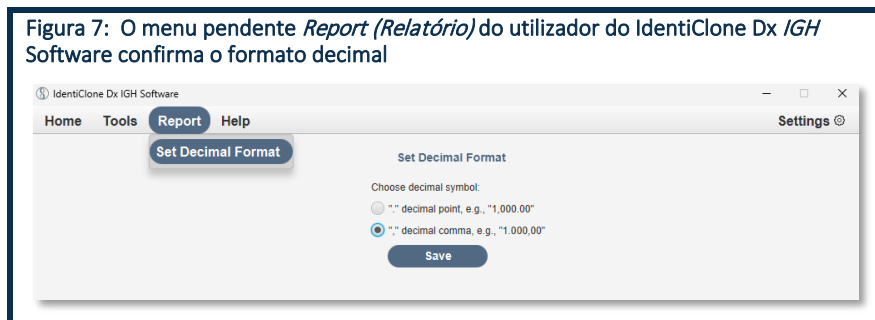 Figura 7: O menu pendente Report (Relatório) do utilizador do IdentiClone Dx IGH
Software confirma o formato decimal
IdentiClone Dx IGH Software
Home Tools Report Help Settings
Set Decimal Format
Set Decimal Format
Choose decimal symbol:
"." decimal point, e.g., "1,000.00"
"," decimal comma, e.g., "1.000,00"
Save